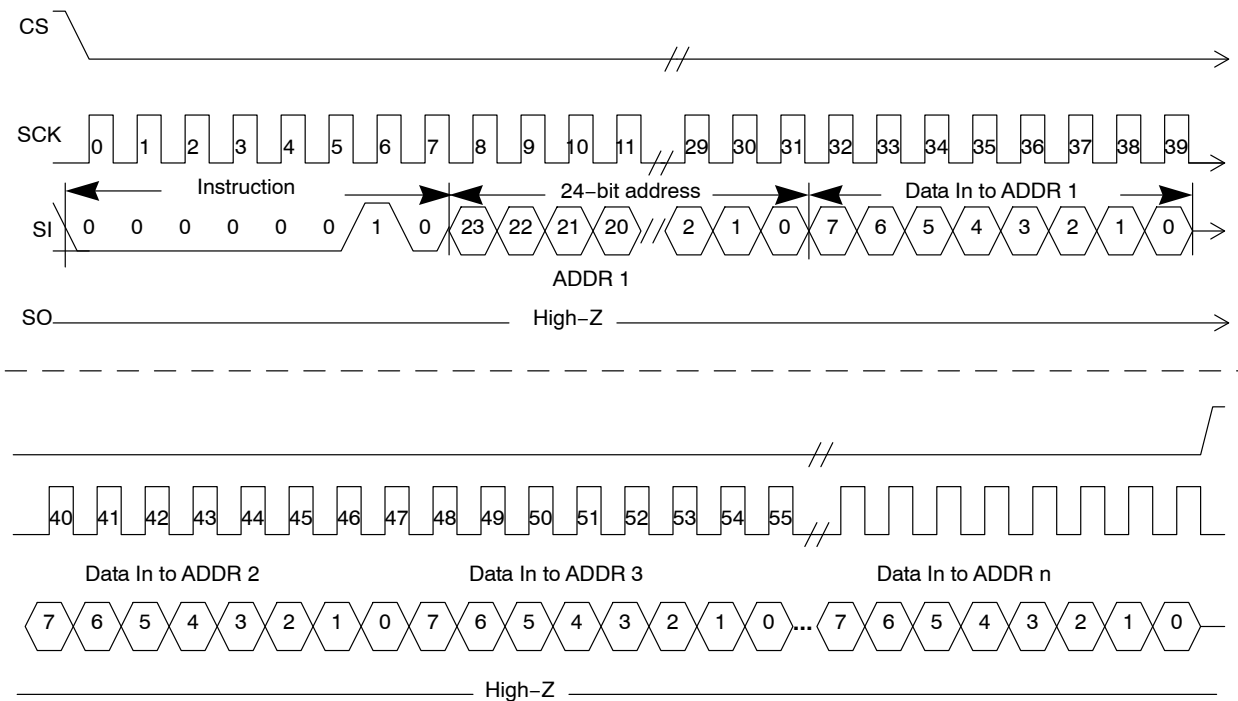 CS
SCK 0 1 2 3 4 5 6 7 8 9 10 11 29 30 31 32 33 34 35 36 37 38 39
Instruction 24–bit address Data In to ADDR 1
SI 0 0 0 0 0 0 1 0 23 22 21 20 2 1 0 7 6 5 4 3 2 1 0
ADDR 1
SO High–Z
40 41 42 43 44 45 46 47 48 49 50 51 52 53 54 55
Data In to ADDR 2 Data In to ADDR 3 Data In to ADDR n
7 6 5 4 3 2 1 0 7 6 5 4 3 2 1 0 ... 7 6 5 4 3 2 1 0
High–Z